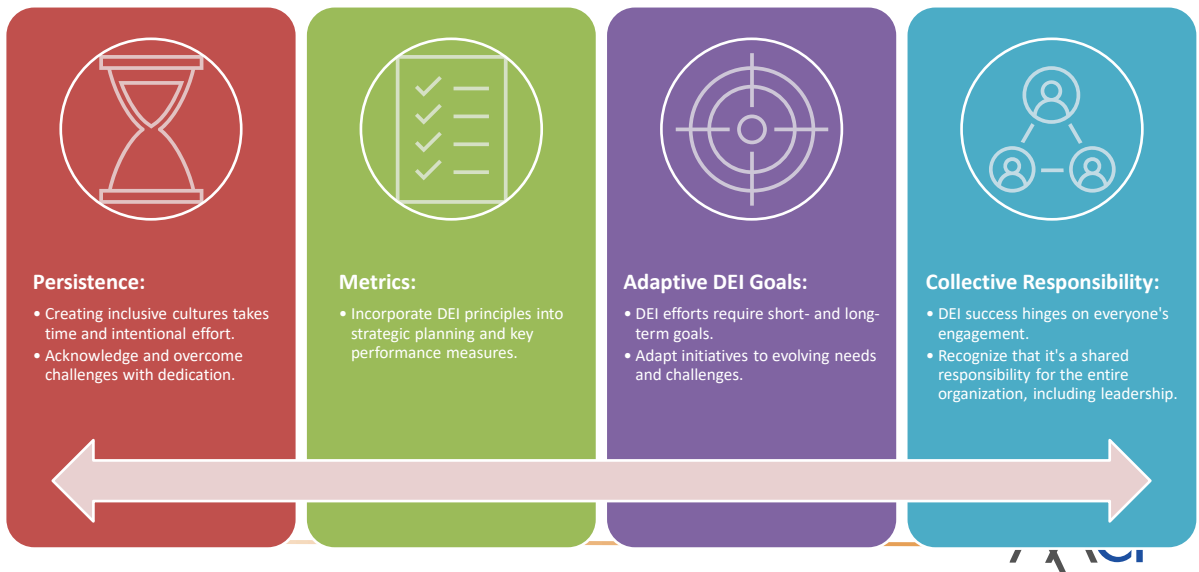 Persistence:
• Creating inclusive cultures takes
time and intentional effort.
• Acknowledge and overcome
challenges with dedication.
Metrics:
• Incorporate DEI principles into
strategic planning and key
performance measures.
Adaptive DEI Goals:
• DEI efforts require short- and long-
term goals.
• Adapt initiatives to evolving needs
and challenges.
Collective Responsibility:
• DEI success hinges on everyone's
engagement.
• Recognize that it's a shared
responsibility for the entire
organization, including leadership.